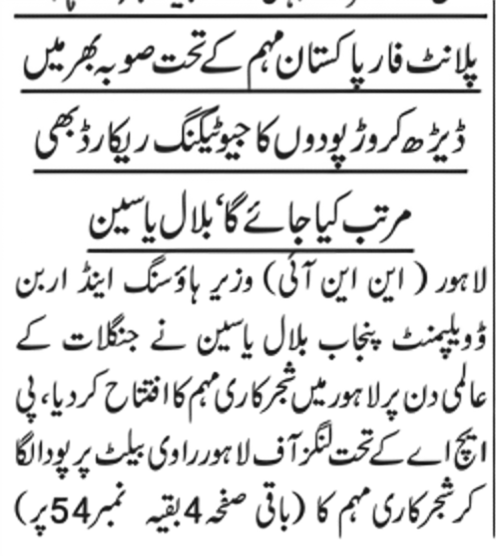 پلانٹ فار پاکستان مہم کے تحت صوبہ بھر میں
ڈیڑھ کروڑ پودوں کا جیوٹیگنگ ریکارڈ بھی
مرتب کیا جائے گا، بلال یاسین
لاہور (این این آئی) وزیر ہاؤسنگ اینڈ اربن
ڈویلپمنٹ پنجاب بلال یاسین نے جنگلات کے
عالمی دن پر لاہور میں شجرکاری مہم کا افتتاح کر دیا، پی
ایچ اے کے تحت لنگز آف لاہور راوی بیلٹ پر پودا لگا
کر شجرکاری مہم کا (باقی صفحہ 4 بقیہ نمبر 54 پر)